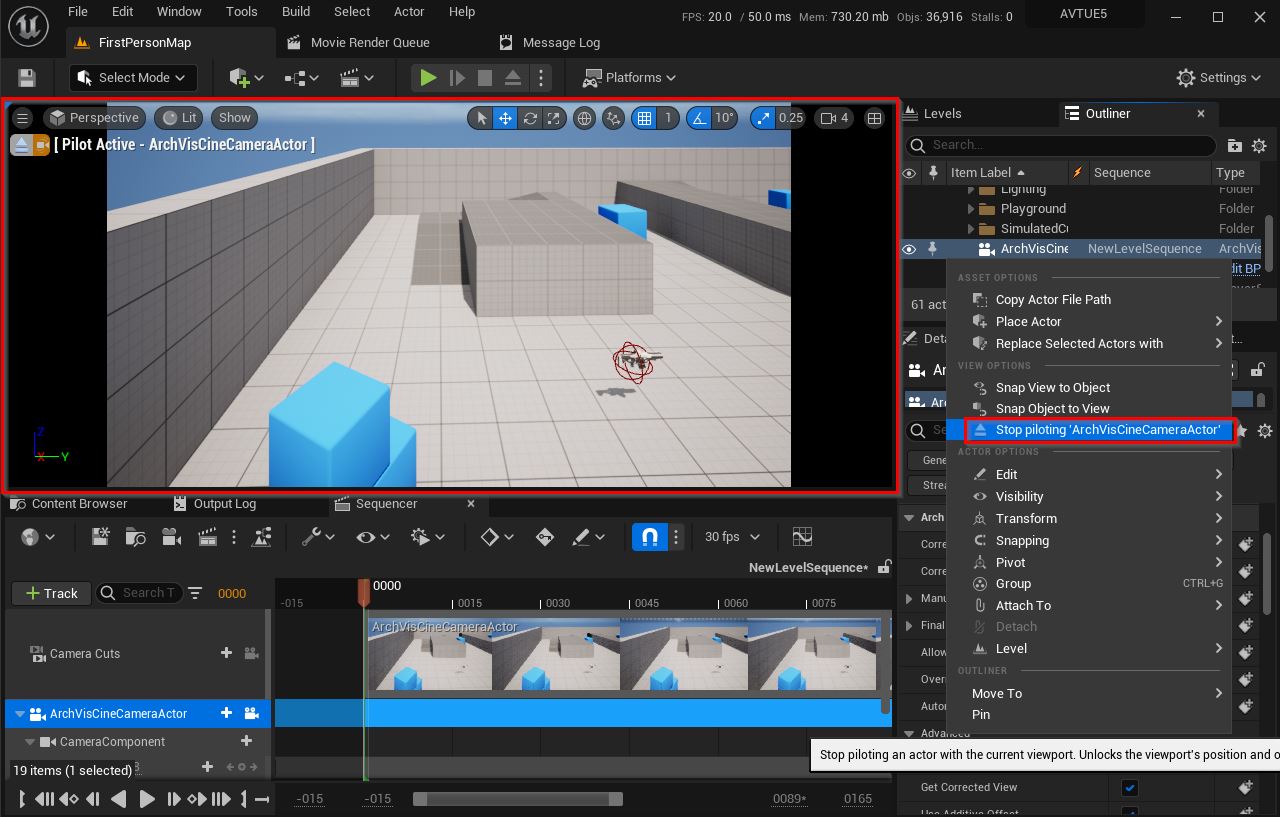 File Edit Window Tools Build Select Actor Help
FPS: 20.0 / 50.0 ms Mem: 730.20 mb Objs: 36,916 Stalls: 0
AVTUE5
FirstPersonMap
Movie Render Queue
Message Log
Select Mode
Platforms
Settings
Perspective
Lit
Show
1
10°
0.25
4
[ Pilot Active - ArchVisCineCameraActor ]
Z
X
Y
Levels
Outliner
Search...
Item Label
Sequence
Type
Lighting Folder
Playground Folder
SimulatedCu Folder
ArchVisCine NewLevelSequence ArchVis
dit BP
61 act
ASSET OPTIONS
Copy Actor File Path
Place Actor
Replace Selected Actors with
VIEW OPTIONS
Snap View to Object
Snap Object to View
Stop piloting 'ArchVisCineCameraActor'
ACTOR OPTIONS
Edit
Visibility
Transform
Snapping
Pivot
Group CTRL+G
Attach To
Detach
Level
OUTLINER
Move To
Pin
Stop piloting an actor with the current viewport. Unlocks the viewport's position and o
Deta
Ar
Arc
Se
Gene
Strea
Arch
Corre
Corre
Manu
Final
Allow
Overr
Autor
Advanced
Get Corrected View
Use Additive Offset
Content Browser
Output Log
Sequencer
30 fps
NewLevelSequence*
+ Track
Search T
0000
0000
-015 0015 0030 0045 0060 0075
ArchVisCineCameraActor
Camera Cuts
ArchVisCineCameraActor
CameraComponent
19 items (1 selected)
-015 -015 0089* 0165